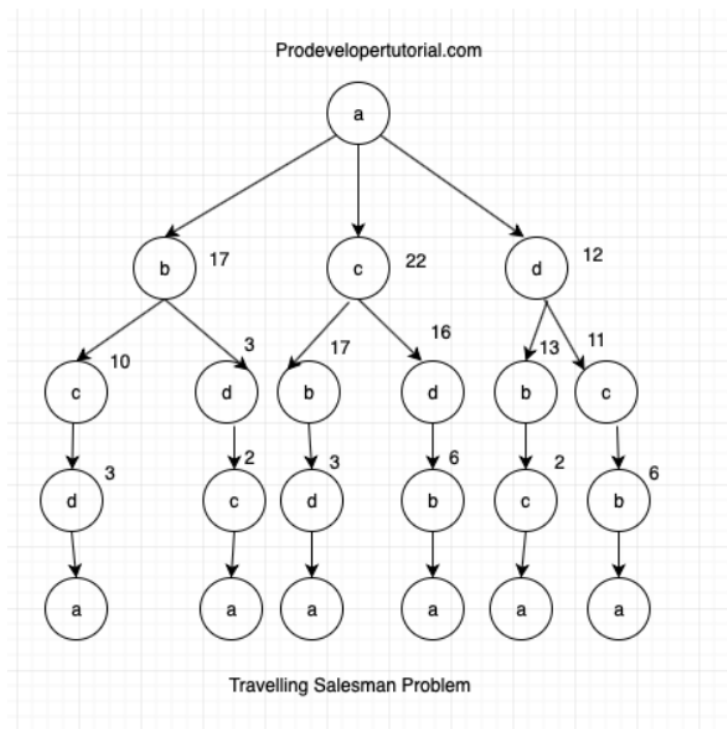 Prodevelopertutorial.com
a
b 17 c 22 d 12
10 3 17 16 13 11
c d b d b c
3 2 3 6 2 6
d c d b c b
a a a a a a
Travelling Salesman Problem